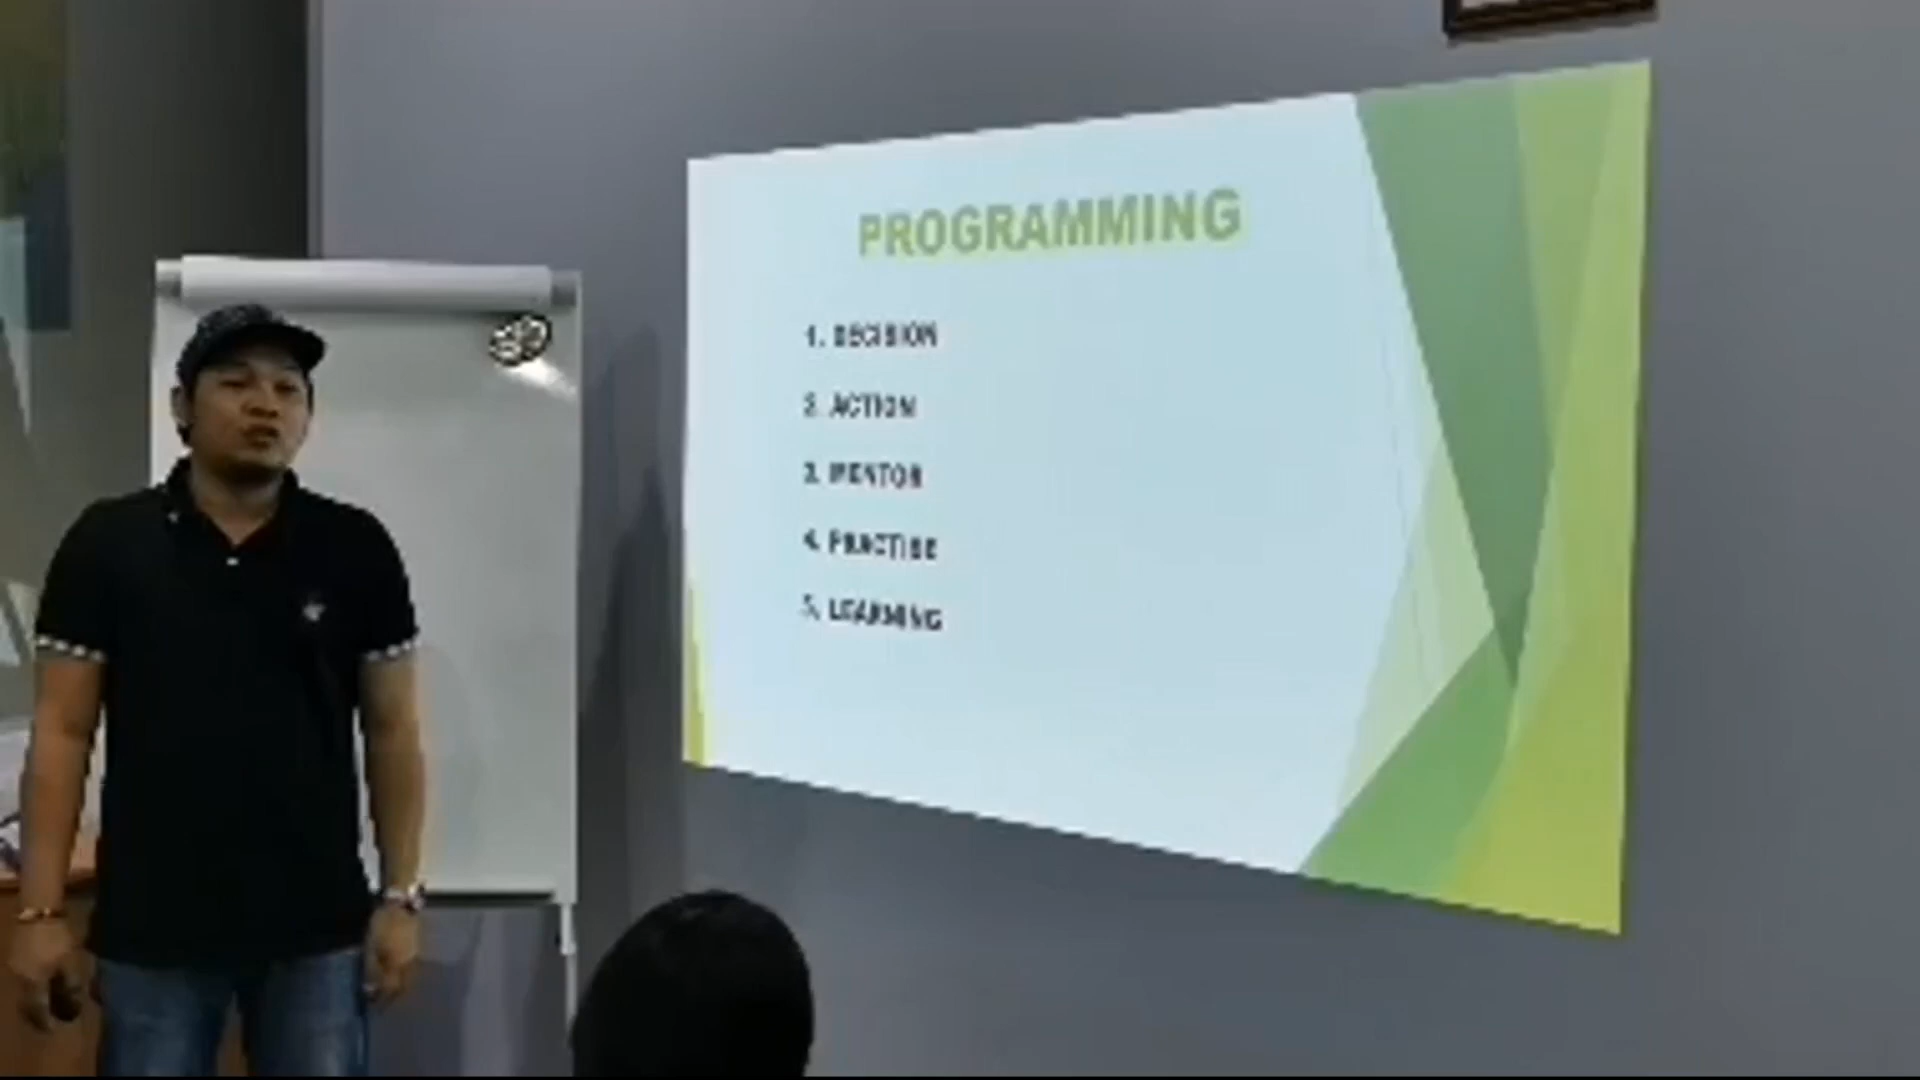 PROGRAMMING
1. DECISION
2. ACTION
3. MENTOR
4. PRACTISE
5. LEARNING